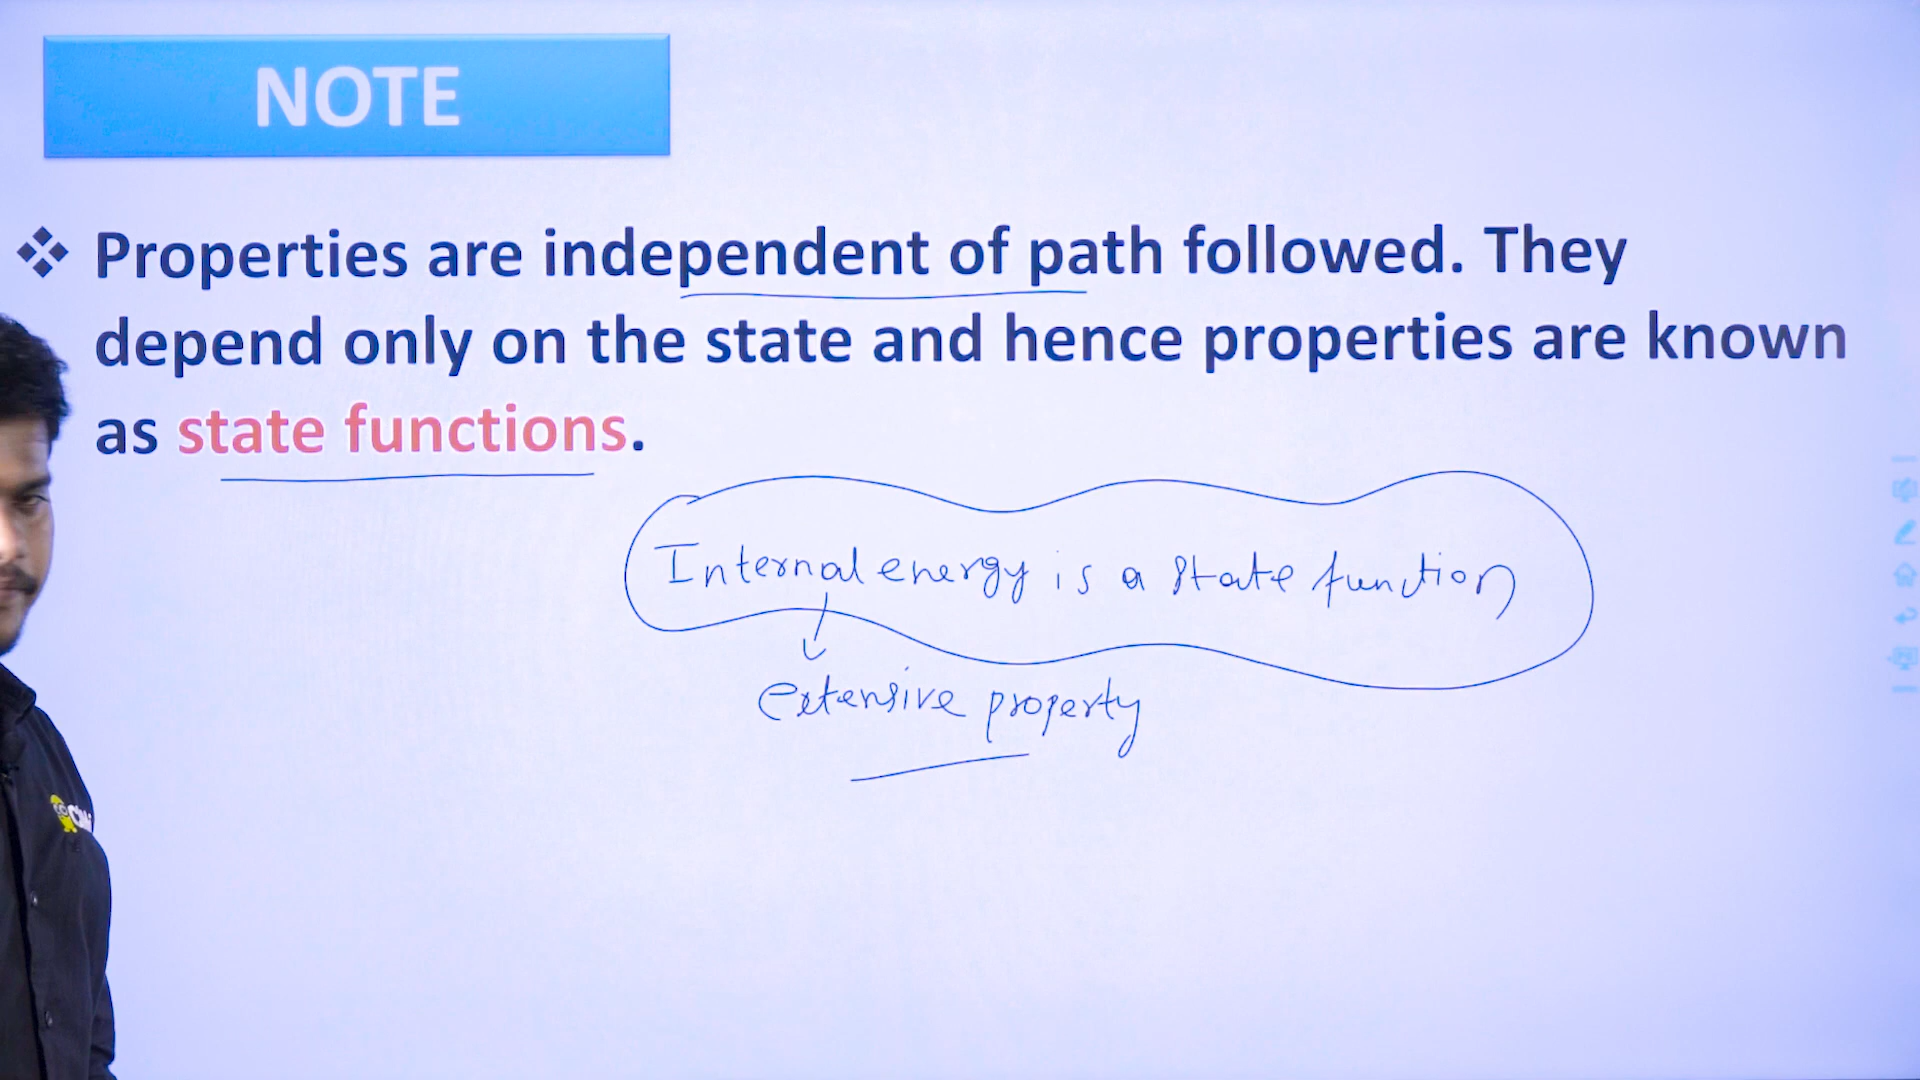 NOTE
❖ Properties are independent of path followed. They
depend only on the state and hence properties are known
as state functions.
Internal energy is a state function
extensive property